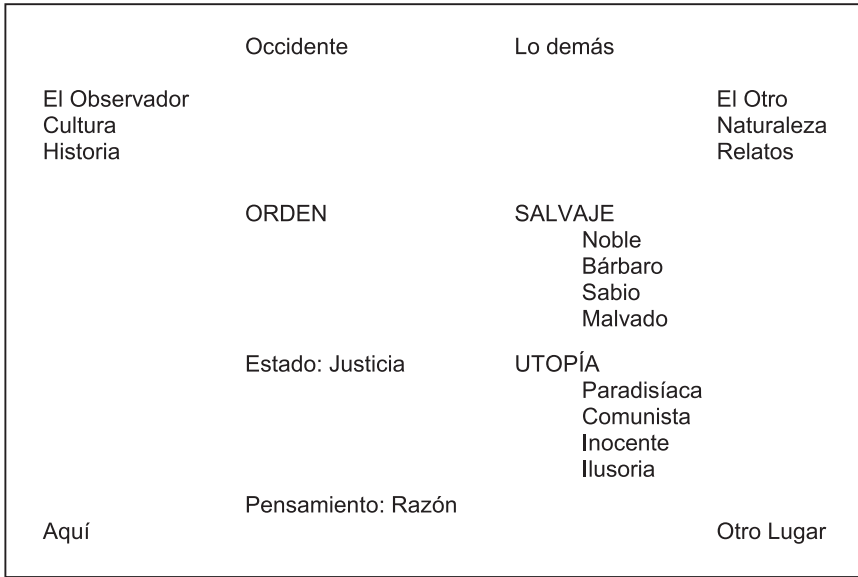 Occidente Lo demás
El Observador El Otro
Cultura Naturaleza
Historia Relatos
ORDEN SALVAJE
Noble
Bárbaro
Sabio
Malvado
Estado: Justicia UTOPÍA
Paradisíaca
Comunista
Inocente
Ilusoria
Pensamiento: Razón
Aquí Otro Lugar